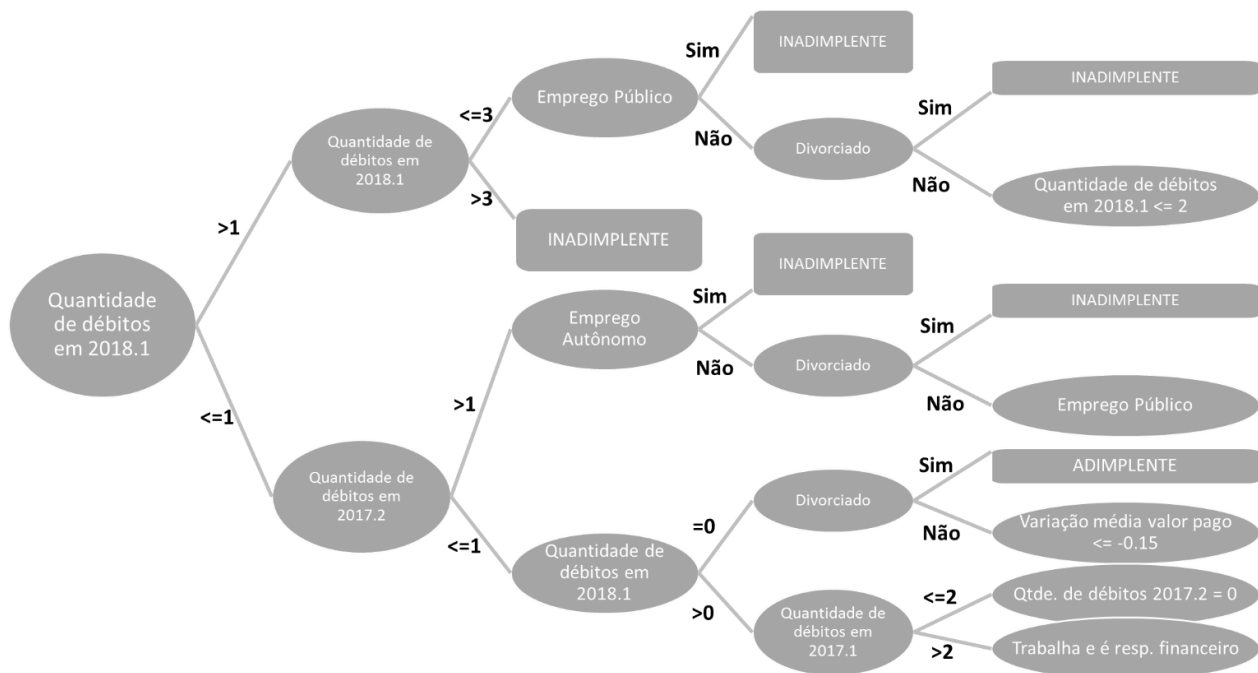 Quantidade
de débitos
em 2018.1
>1
<=1
Quantidade de
débitos em
2018.1
<=3
>3
Emprego Público
Sim
Não
INADIMPLENTE
Divorciado
Sim
Não
INADIMPLENTE
Quantidade de débitos
em 2018.1 <= 2
INADIMPLENTE
Quantidade de
débitos em
2017.2
>1
<=1
Emprego
Autônomo
Sim
Não
INADIMPLENTE
Divorciado
Sim
Não
INADIMPLENTE
Emprego Público
Quantidade de
débitos em
2018.1
=0
>0
Divorciado
Sim
Não
ADIMPLENTE
Variação média valor pago
<= -0.15
Quantidade de
débitos em
2017.1
<=2
>2
Qtde. de débitos 2017.2 = 0
Trabalha e é resp. financeiro